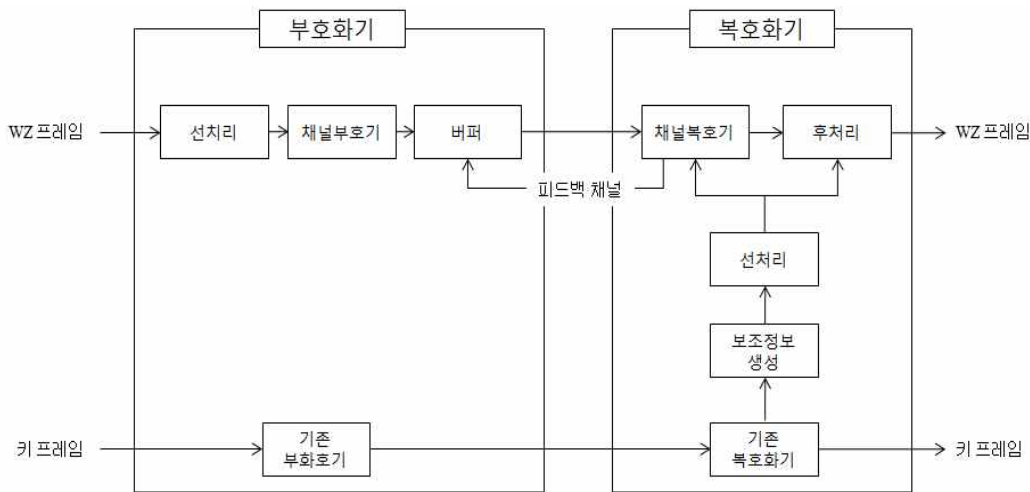 부호화기
복호화기
WZ 프레임
선치리
채널부호기
버퍼
채널복호기
후처리
WZ 프레임
피드백 채널
선처리
보조정보
생성
키 프레임
기존
부화호기
기존
복호화기
키 프레임